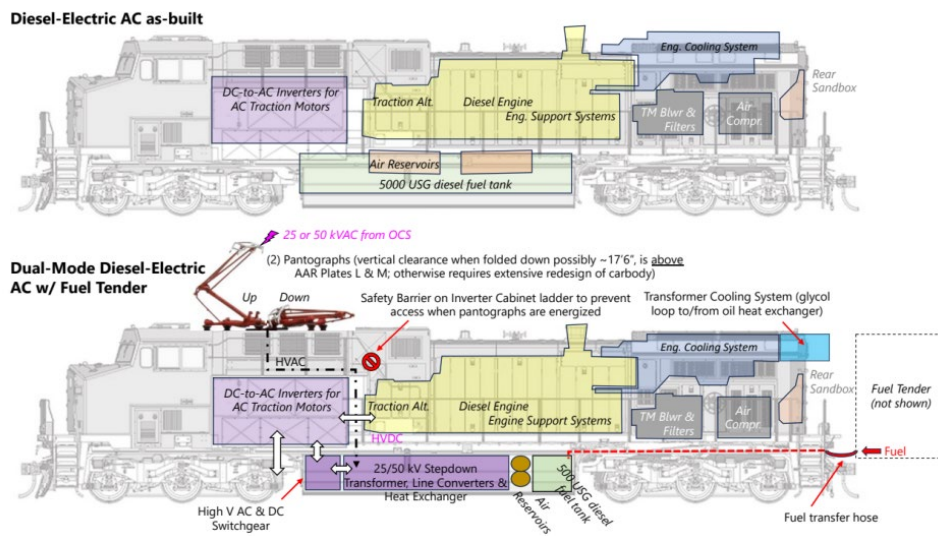 Diesel-Electric AC as-built
Eng. Cooling System
Rear
Sandbox
DC-to-AC Inverters for
AC Traction Motors
Traction Alt.
Diesel Engine
Eng. Support Systems
TM Blwr &
Filters
Air
Compr.
Air Reservoirs
5000 USG diesel fuel tank
25 or 50 kVAC from OCS
(2) Pantographs (vertical clearance when folded down possibly ~17'6", is above
AAR Plates L & M; otherwise requires extensive redesign of carbody)
Dual-Mode Diesel-Electric
AC w/ Fuel Tender
Up
Down
Safety Barrier on Inverter Cabinet ladder to prevent
access when pantographs are energized
Transformer Cooling System (glycol
loop to/from oil heat exchanger)
HVAC
Eng. Cooling System
Rear
Sandbox
Fuel Tender
(not shown)
DC-to-AC Inverters for
AC Traction Motors
Traction Alt.
Diesel Engine
Engine Support Systems
TM Blwr &
Filters
Air
Compr.
HVDC
Fuel
25/50 kV Stepdown
Transformer, Line Converters &
Heat Exchanger
Air
Reservoirs
500 USG diesel
fuel tank
High V AC & DC
Switchgear
Fuel transfer hose